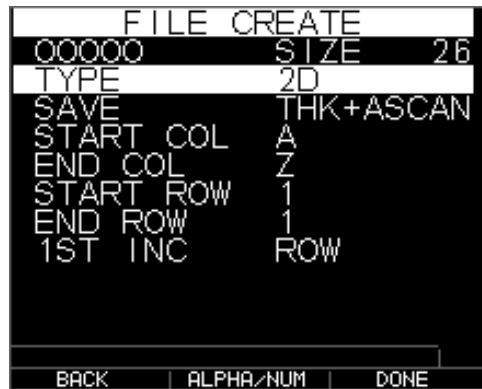 FILE CREATE
00000 SIZE 26
TYPE 2D
SAVE THK+ASCAN
START COL A
END COL Z
START ROW 1
END ROW 1
1ST INC ROW
BACK | ALPHA/NUM | DONE